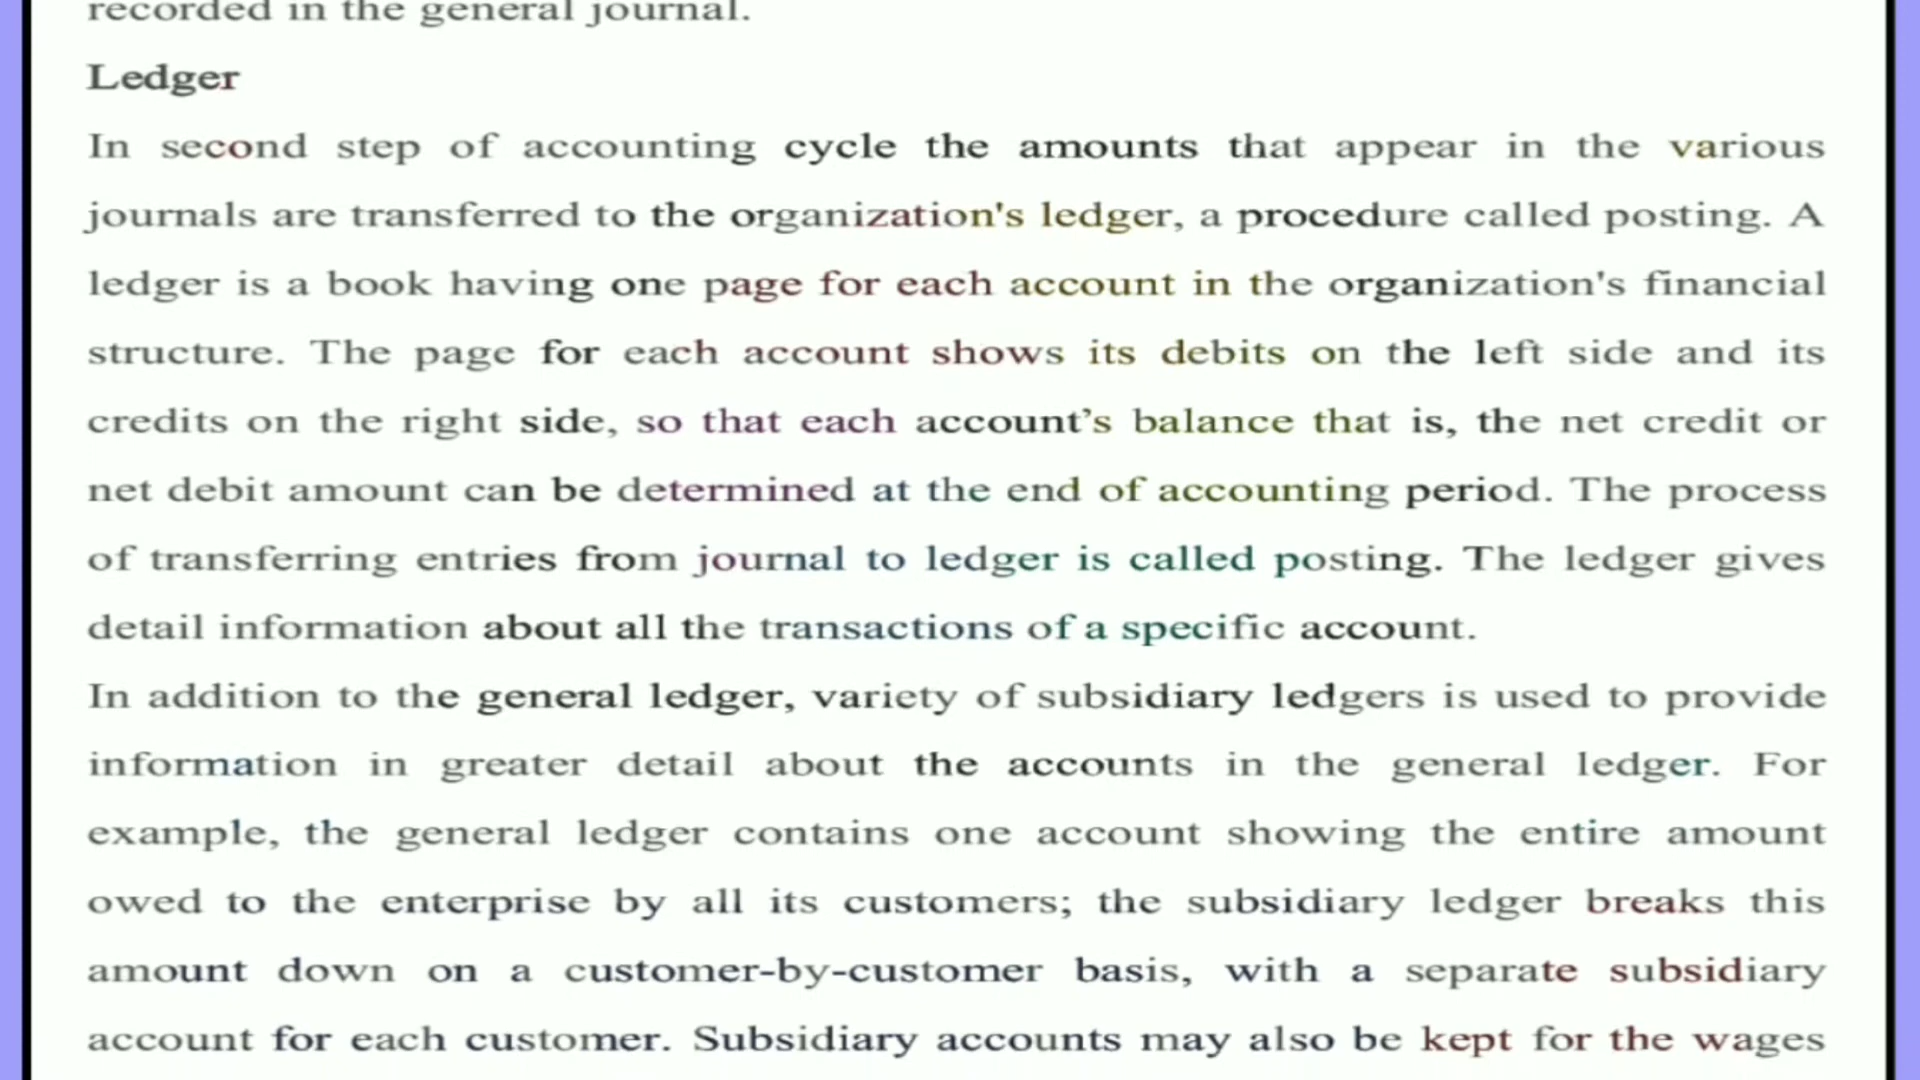 recorded in the general journal.
Ledger
In second step of accounting cycle the amounts that appear in the various
journals are transferred to the organization's ledger, a procedure called posting. A
ledger is a book having one page for each account in the organization's financial
structure. The page for each account shows its debits on the left side and its
credits on the right side, so that each account’s balance that is, the net credit or
net debit amount can be determined at the end of accounting period. The process
of transferring entries from journal to ledger is called posting. The ledger gives
detail information about all the transactions of a specific account.
In addition to the general ledger, variety of subsidiary ledgers is used to provide
information in greater detail about the accounts in the general ledger. For
example, the general ledger contains one account showing the entire amount
owed to the enterprise by all its customers; the subsidiary ledger breaks this
amount down on a customer-by-customer basis, with a separate subsidiary
account for each customer. Subsidiary accounts may also be kept for the wages